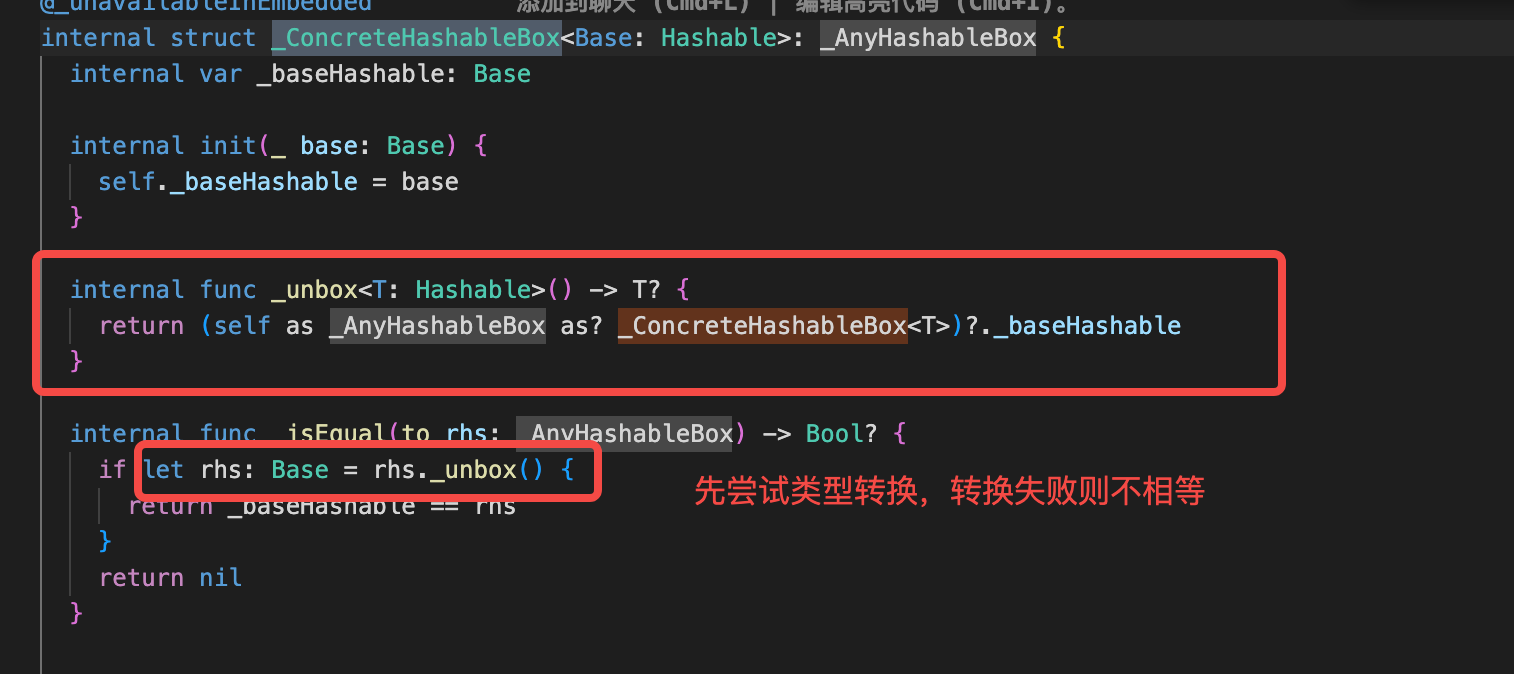 @_unavailableInEmbedded 添加到聊天 (Cmd+L) | 编辑高亮代码 (Cmd+I)。
internal struct _ConcreteHashableBox<Base: Hashable>: _AnyHashableBox {
internal var _baseHashable: Base
internal init(_ base: Base) {
self._baseHashable = base
}
internal func _unbox<T: Hashable>() -> T? {
return (self as _AnyHashableBox as? _ConcreteHashableBox<T>)?._baseHashable
}
internal func _isEqual(to rhs: _AnyHashableBox) -> Bool? {
if let rhs: Base = rhs._unbox() {
先尝试类型转换，转换失败则不相等
return _baseHashable == rhs
}
return nil
}